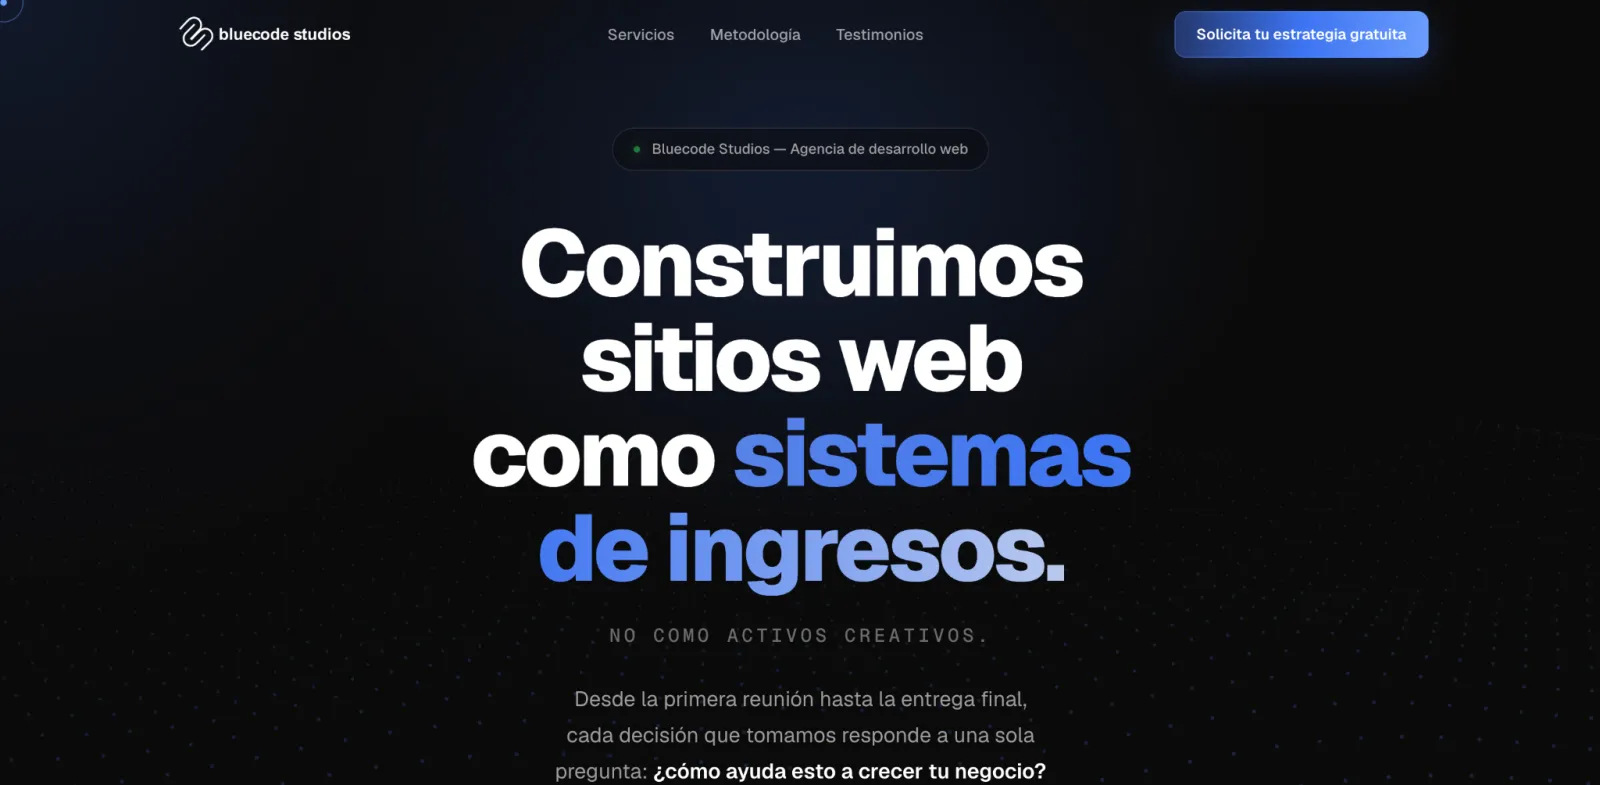 bluecode studios
Servicios
Metodología
Testimonios
Solicita tu estrategia gratuita
Bluecode Studios — Agencia de desarrollo web
Construimos
sitios web
como sistemas
de ingresos.
NO COMO ACTIVOS CREATIVOS.
Desde la primera reunión hasta la entrega final,
cada decisión que tomamos responde a una sola
pregunta: ¿cómo ayuda esto a crecer tu negocio?